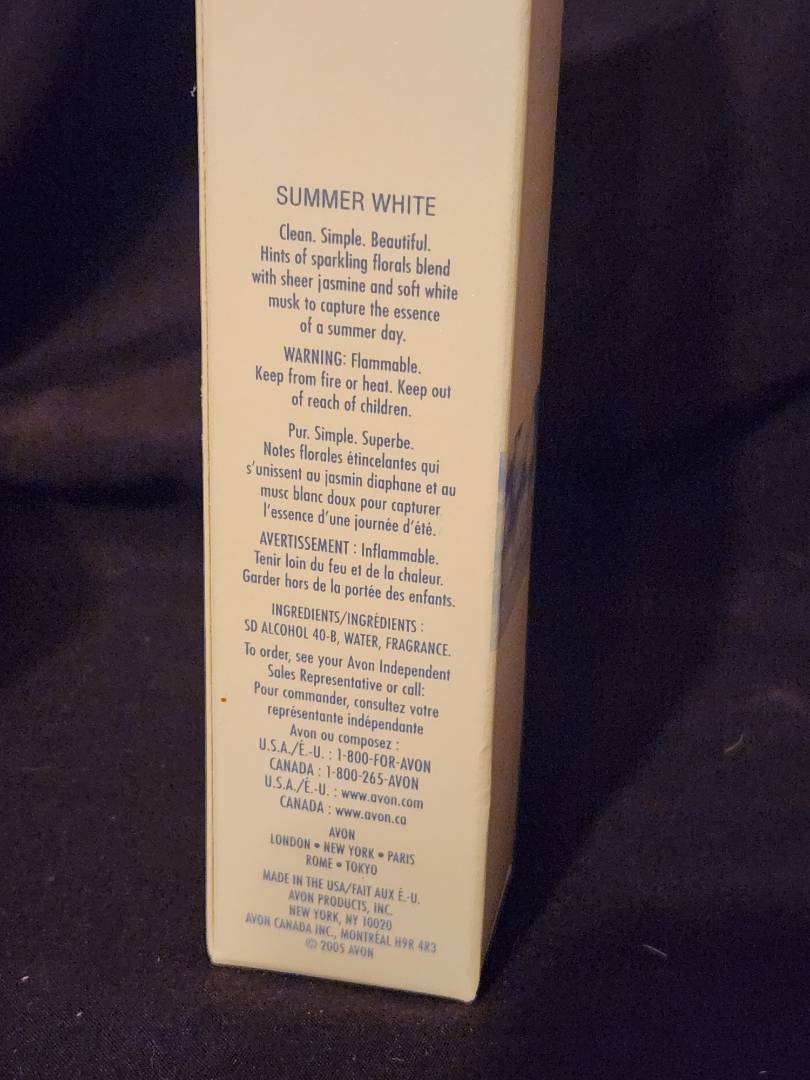 SUMMER WHITE
Clean. Simple. Beautiful.
Hints of sparkling florals blend
with sheer jasmine and soft white
musk to capture the essence
of a summer day.
WARNING: Flammable.
Keep from fire or heat. Keep out
of reach of children.
Pur. Simple. Superbe.
Notes florales étincelantes qui
s'unissent au jasmin diaphane et au
musc blanc doux pour capturer
l'essence d'une journée d'été.
AVERTISSEMENT : Inflammable.
Tenir loin du feu et de la chaleur.
Garder hors de la portée des enfants.
INGREDIENTS/INGRÉDIENTS :
SD ALCOHOL 40-B, WATER, FRAGRANCE.
To order, see your Avon Independent
Sales Representative or call:
Pour commander, consultez votre
représentante indépendante
Avon ou composez :
U.S.A./É.-U. : 1-800-FOR-AVON
CANADA : 1-800-265-AVON
U.S.A./É.-U. : www.avon.com
CANADA : www.avon.ca
AVON
LONDON • NEW YORK • PARIS
ROME • TOKYO
MADE IN THE USA/FAIT AUX É.-U.
AVON PRODUCTS, INC.
NEW YORK, NY 10020
AVON CANADA INC., MONTRÉAL H9R 4R3
© 2005 AVON